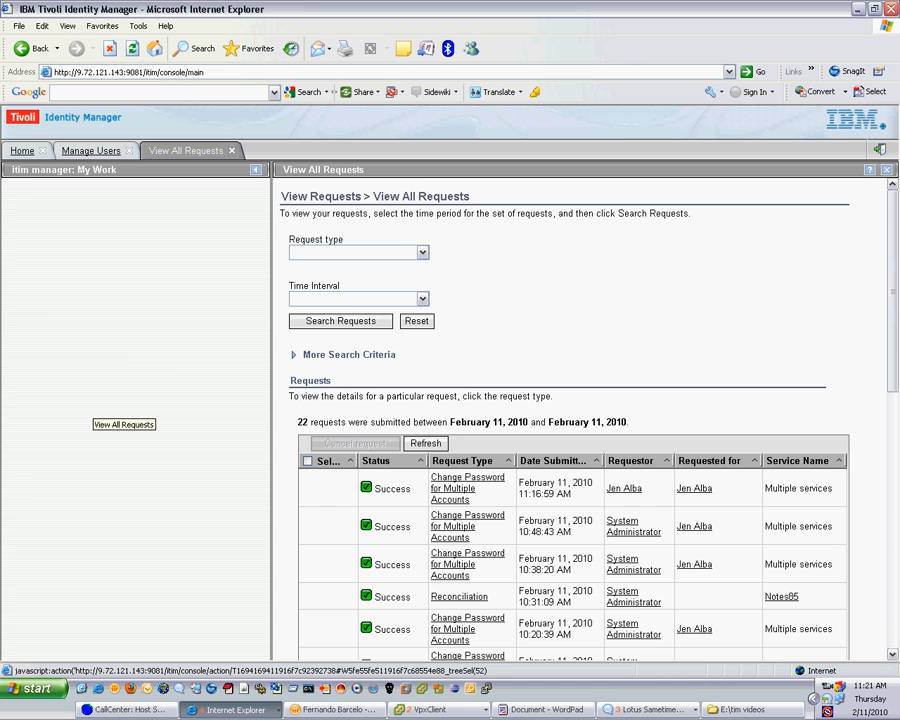 IBM Tivoli Identity Manager - Microsoft Internet Explorer
File Edit View Favorites Tools Help
Back Search Favorites
Address http://9.72.121.143:9081/itim/console/main Go Links » SnagIt
Google Search Share Sidewiki Translate Sign In Convert Select
Tivoli Identity Manager IBM.
Home Manage Users View All Requests
itim manager: My Work
View All Requests
View Requests > View All Requests
To view your requests, select the time period for the set of requests, and then click Search Requests.
Request type
Time Interval
Search Requests Reset
More Search Criteria
Requests
To view the details for a particular request, click the request type.
22 requests were submitted between February 11, 2010 and February 11, 2010.
View All Requests
Cancel request... Refresh
Sel... Status Request Type Date Submitt... Requestor Requested for Service Name
Success Change Password for Multiple Accounts February 11, 2010 11:16:59 AM Jen Alba Jen Alba Multiple services
Success Change Password for Multiple Accounts February 11, 2010 10:48:43 AM System Administrator Jen Alba Multiple services
Success Change Password for Multiple Accounts February 11, 2010 10:38:20 AM System Administrator Jen Alba Multiple services
Success Reconciliation February 11, 2010 10:31:09 AM System Administrator Notes85
Success Change Password for Multiple Accounts February 11, 2010 10:20:39 AM System Administrator Jen Alba Multiple services
Change Password
javascript:action("http://9.72.121.143:9081/itim/console/action/T1694169411916f7c92392738#W5fe55fe511916f7c68554e88_treeSel(52) Internet
start
11:21 AM
Thursday
2/11/2010
CallCenter: Host S... 4 Internet Explorer Fernando Barcelo -... 2 VpxClient Document - WordPad 3 Lotus Sametime... E:\tim videos